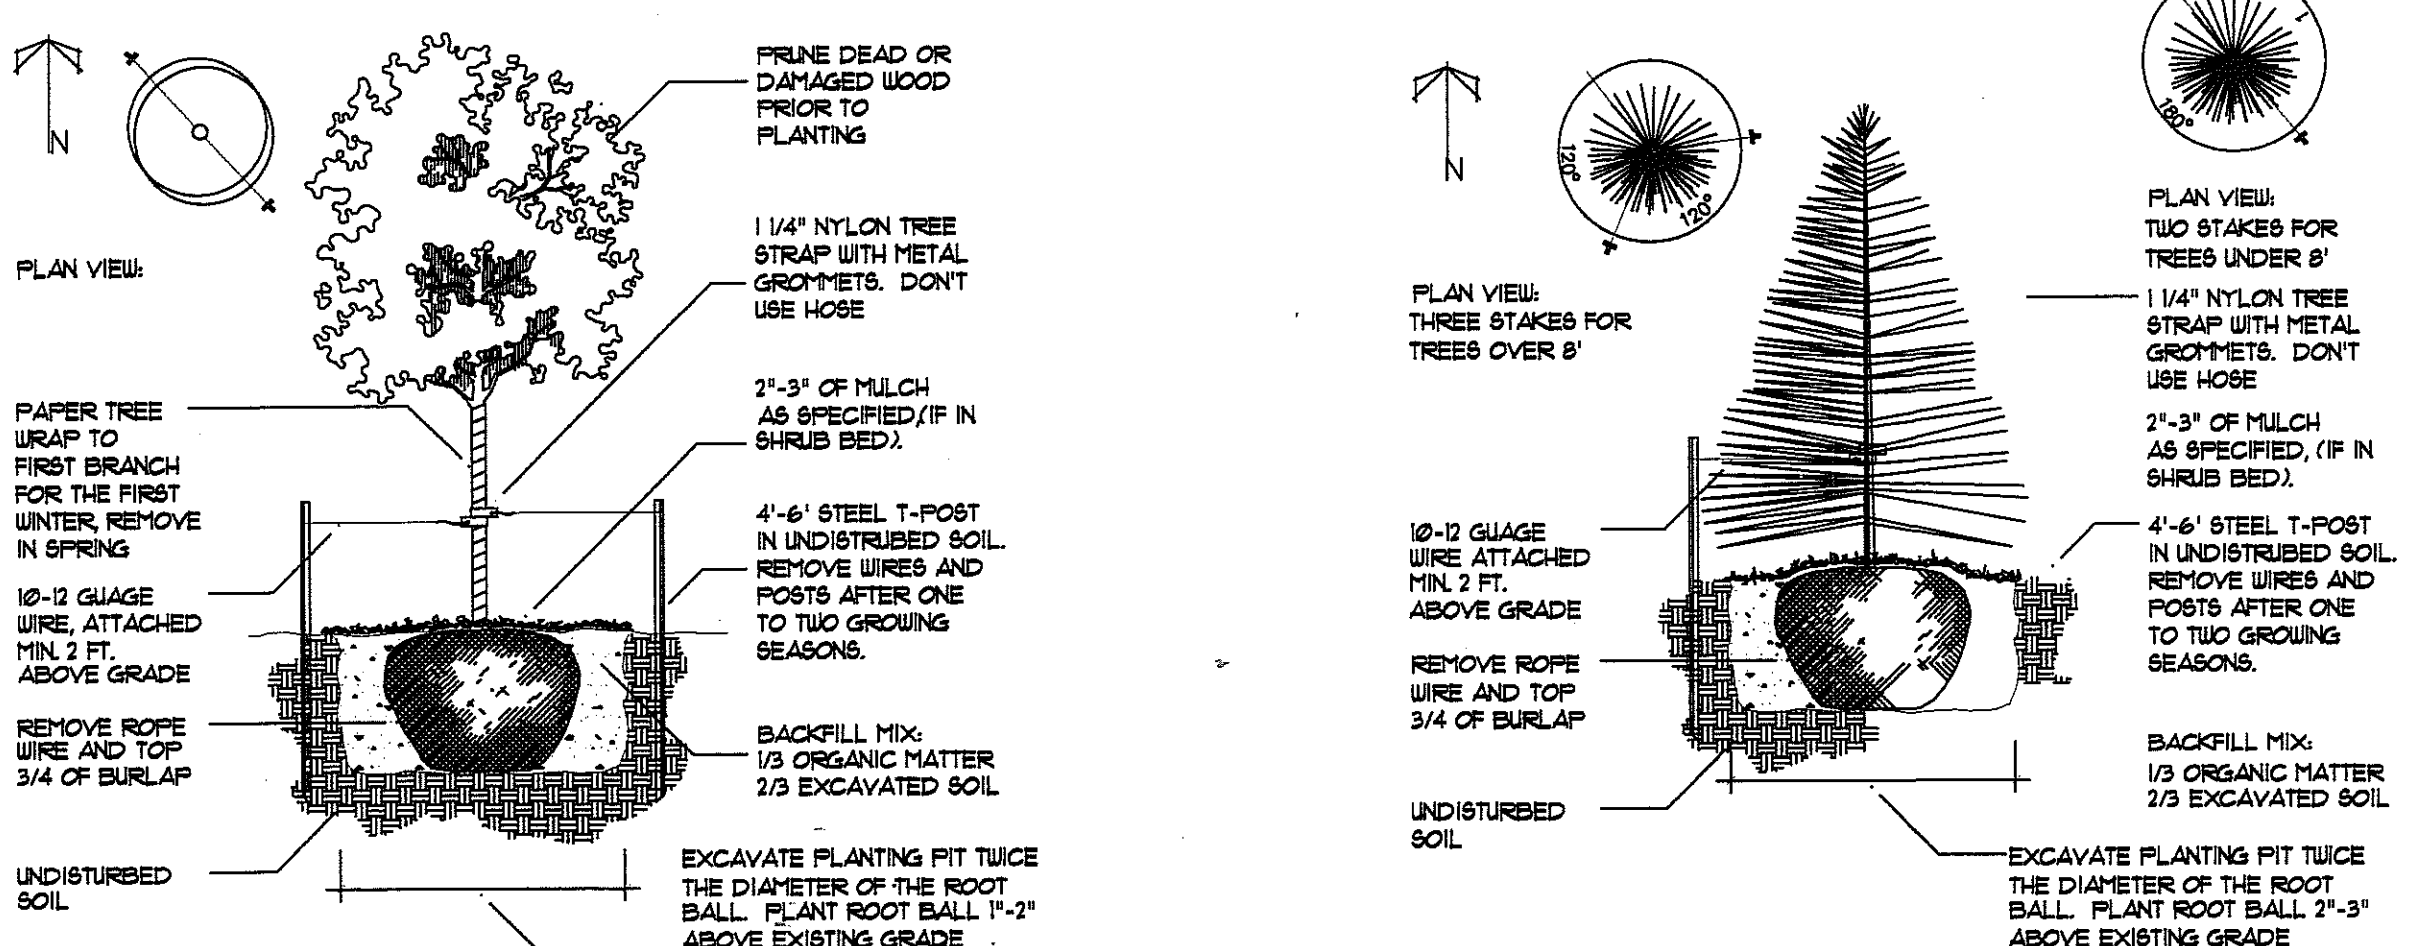 N
PLAN VIEW:
PAPER TREE
WRAP TO
FIRST BRANCH
FOR THE FIRST
WINTER, REMOVE
IN SPRING
10-12 GUAGE
WIRE, ATTACHED
MIN. 2 FT.
ABOVE GRADE
REMOVE ROPE
WIRE AND TOP
3/4 OF BURLAP
UNDISTURBED
SOIL
PRUNE DEAD OR
DAMAGED WOOD
PRIOR TO
PLANTING
1 1/4" NYLON TREE
STRAP WITH METAL
GROMMETS. DON'T
USE HOSE
2"-3" OF MULCH
AS SPECIFIED,(IF IN
SHRUB BED).
4'-6' STEEL T-POST
IN UNDISTRUBED SOIL.
REMOVE WIRES AND
POSTS AFTER ONE
TO TWO GROWING
SEASONS.
BACKFILL MIX:
1/3 ORGANIC MATTER
2/3 EXCAVATED SOIL
EXCAVATE PLANTING PIT TWICE
THE DIAMETER OF THE ROOT
BALL. PLANT ROOT BALL 1"-2"
ABOVE EXISTING GRADE
N
120°
120°
PLAN VIEW:
THREE STAKES FOR
TREES OVER 8'
10-12 GUAGE
WIRE ATTACHED
MIN. 2 FT.
ABOVE GRADE
REMOVE ROPE
WIRE AND TOP
3/4 OF BURLAP
UNDISTURBED
SOIL
180°
PLAN VIEW:
TWO STAKES FOR
TREES UNDER 8'
1 1/4" NYLON TREE
STRAP WITH METAL
GROMMETS. DON'T
USE HOSE
2"-3" OF MULCH
AS SPECIFIED, (IF IN
SHRUB BED).
4'-6' STEEL T-POST
IN UNDISTRUBED SOIL.
REMOVE WIRES AND
POSTS AFTER ONE
TO TWO GROWING
SEASONS.
BACKFILL MIX:
1/3 ORGANIC MATTER
2/3 EXCAVATED SOIL
EXCAVATE PLANTING PIT TWICE
THE DIAMETER OF THE ROOT
BALL. PLANT ROOT BALL 2"-3"
ABOVE EXISTING GRADE